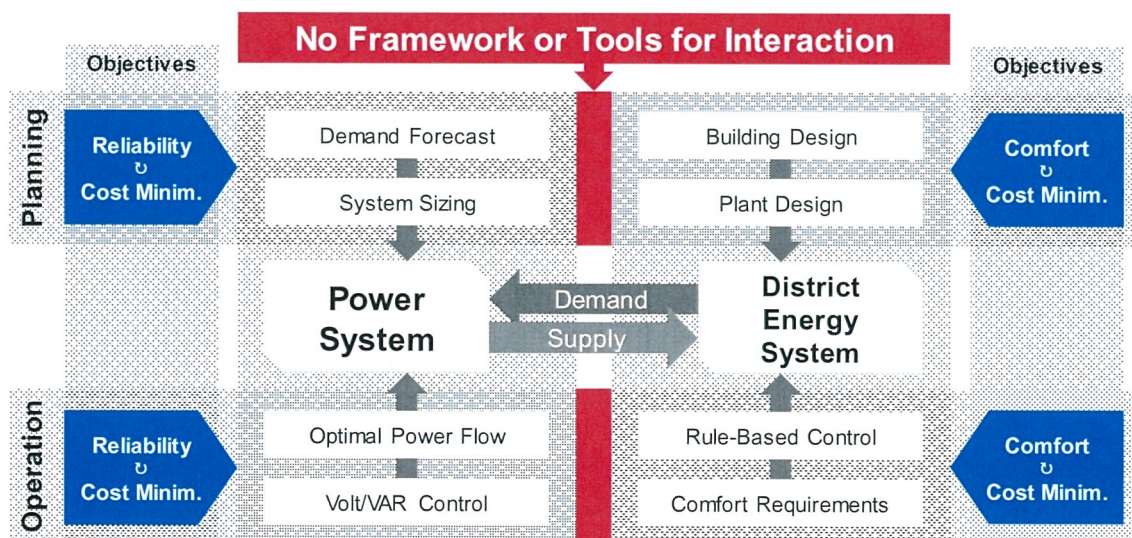 No Framework or Tools for Interaction
Objectives
Objectives
Planning
Reliability
↻
Cost Minim.
Demand Forecast
System Sizing
Building Design
Plant Design
Comfort
↻
Cost Minim.
Power
System
Demand
Supply
District
Energy
System
Operation
Reliability
↻
Cost Minim.
Optimal Power Flow
Volt/VAR Control
Rule-Based Control
Comfort Requirements
Comfort
↻
Cost Minim.